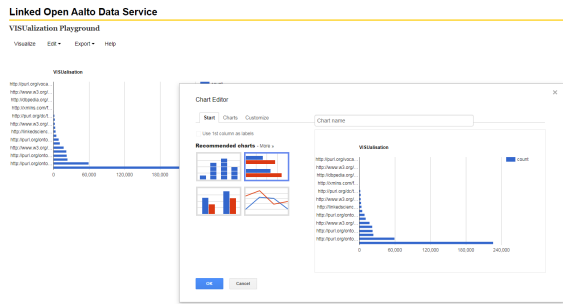 Linked Open Aalto Data Service
VISUalization Playground
Visualize Edit ▾ Export ▾ Help
VISUalisation
http://purl.org/voca...
http://www.w3.org/...
http://dbpedia.org/...
http://xmlns.com/f...
http://purl.org/dc/t...
http://www.w3.org/...
http://linkedscienc...
http://purl.org/onto...
http://www.w3.org/...
http://purl.org/onto...
http://purl.org/onto...
0 60,000 120,000 180,000
Chart Editor
Start Charts Customize
Chart name
Use 1st column as labels
Recommended charts - More »
VISUalisation
http://purl.org/voca...
http://www.w3.org/...
http://dbpedia.org/...
http://xmlns.com/f...
http://purl.org/dc/t...
http://www.w3.org/...
http://linkedscienc...
http://purl.org/onto...
http://www.w3.org/...
http://purl.org/onto...
http://purl.org/onto...
count
0 60,000 120,000 180,000 240,000
OK Cancel